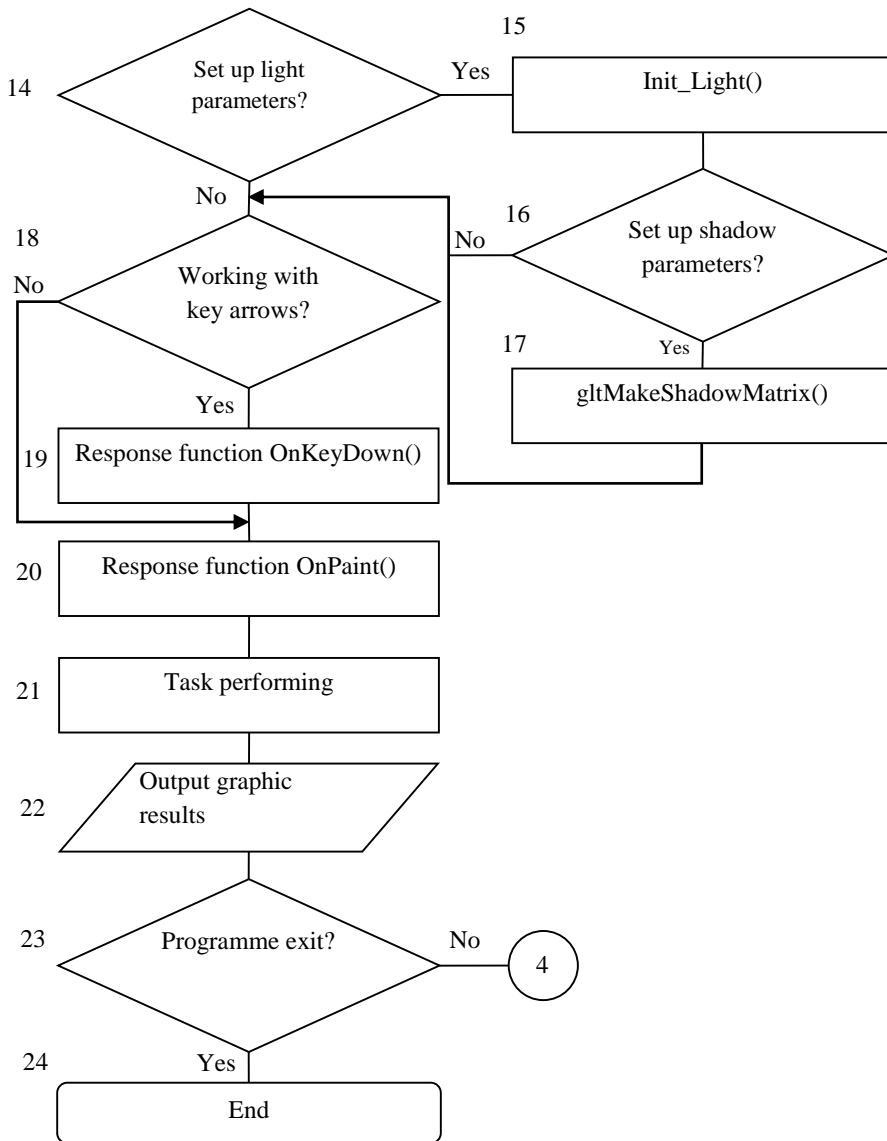 15
14
Set up light
parameters?
Yes
Init_Light()
No
16
Set up shadow
parameters?
No
18
Working with
key arrows?
No
Yes
17
Yes
gltMakeShadowMatrix()
19
Response function OnKeyDown()
20
Response function OnPaint()
21
Task performing
22
Output graphic
results
23
Programme exit?
No
4
Yes
24
End